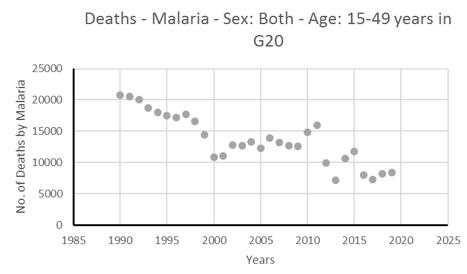 Deaths - Malaria - Sex: Both - Age: 15-49 years in
G20
No. of Deaths by Malaria
25000
20000
15000
10000
5000
0
1985 1990 1995 2000 2005 2010 2015 2020 2025
Years